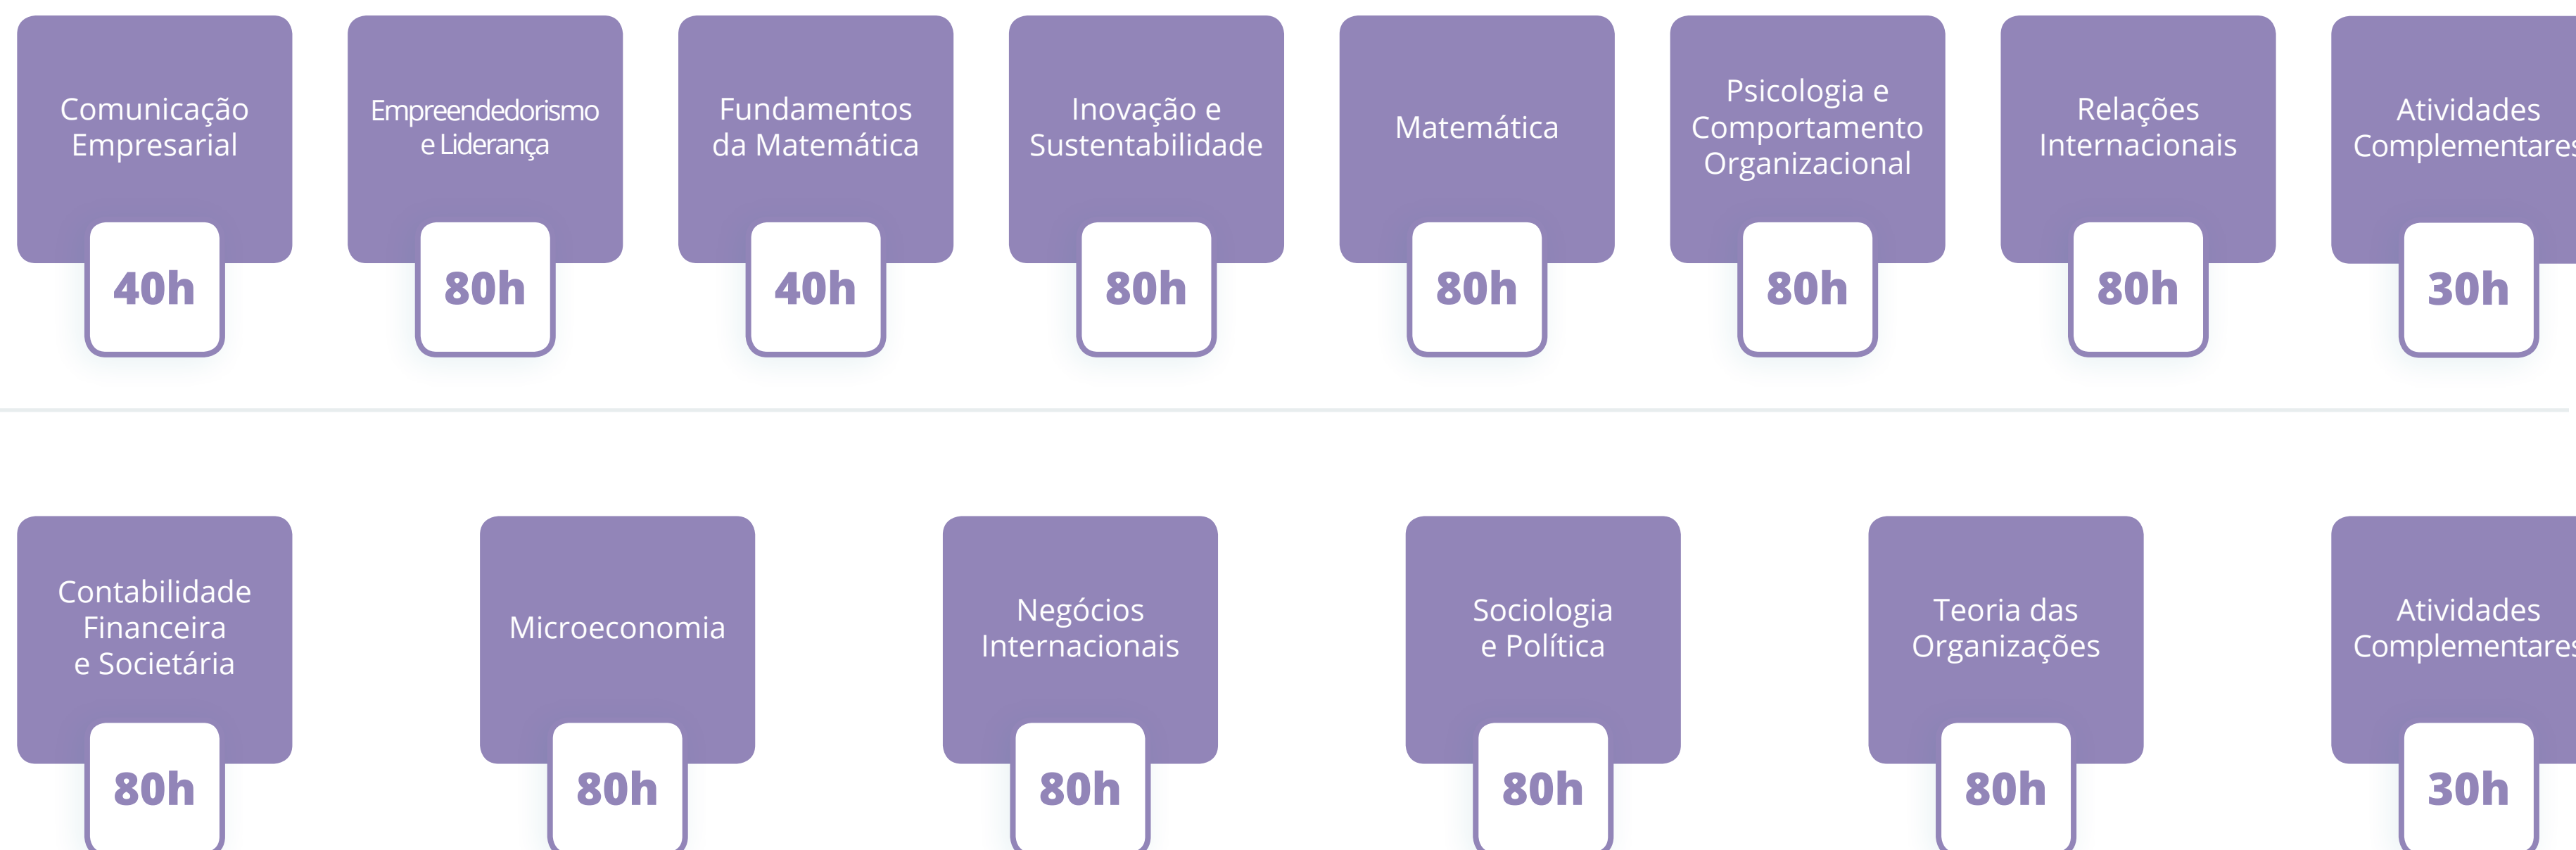 Comunicação
Empresarial
40h
Empreendedorismo
e Liderança
80h
Fundamentos
da Matemática
40h
Inovação e
Sustentabilidade
80h
Matemática
80h
Psicologia e
Comportamento
Organizacional
80h
Relações
Internacionais
80h
Atividades
Complementares
30h
Contabilidade
Financeira
e Societária
80h
Microeconomia
80h
Negócios
Internacionais
80h
Sociologia
e Política
80h
Teoria das
Organizações
80h
Atividades
Complementares
30h